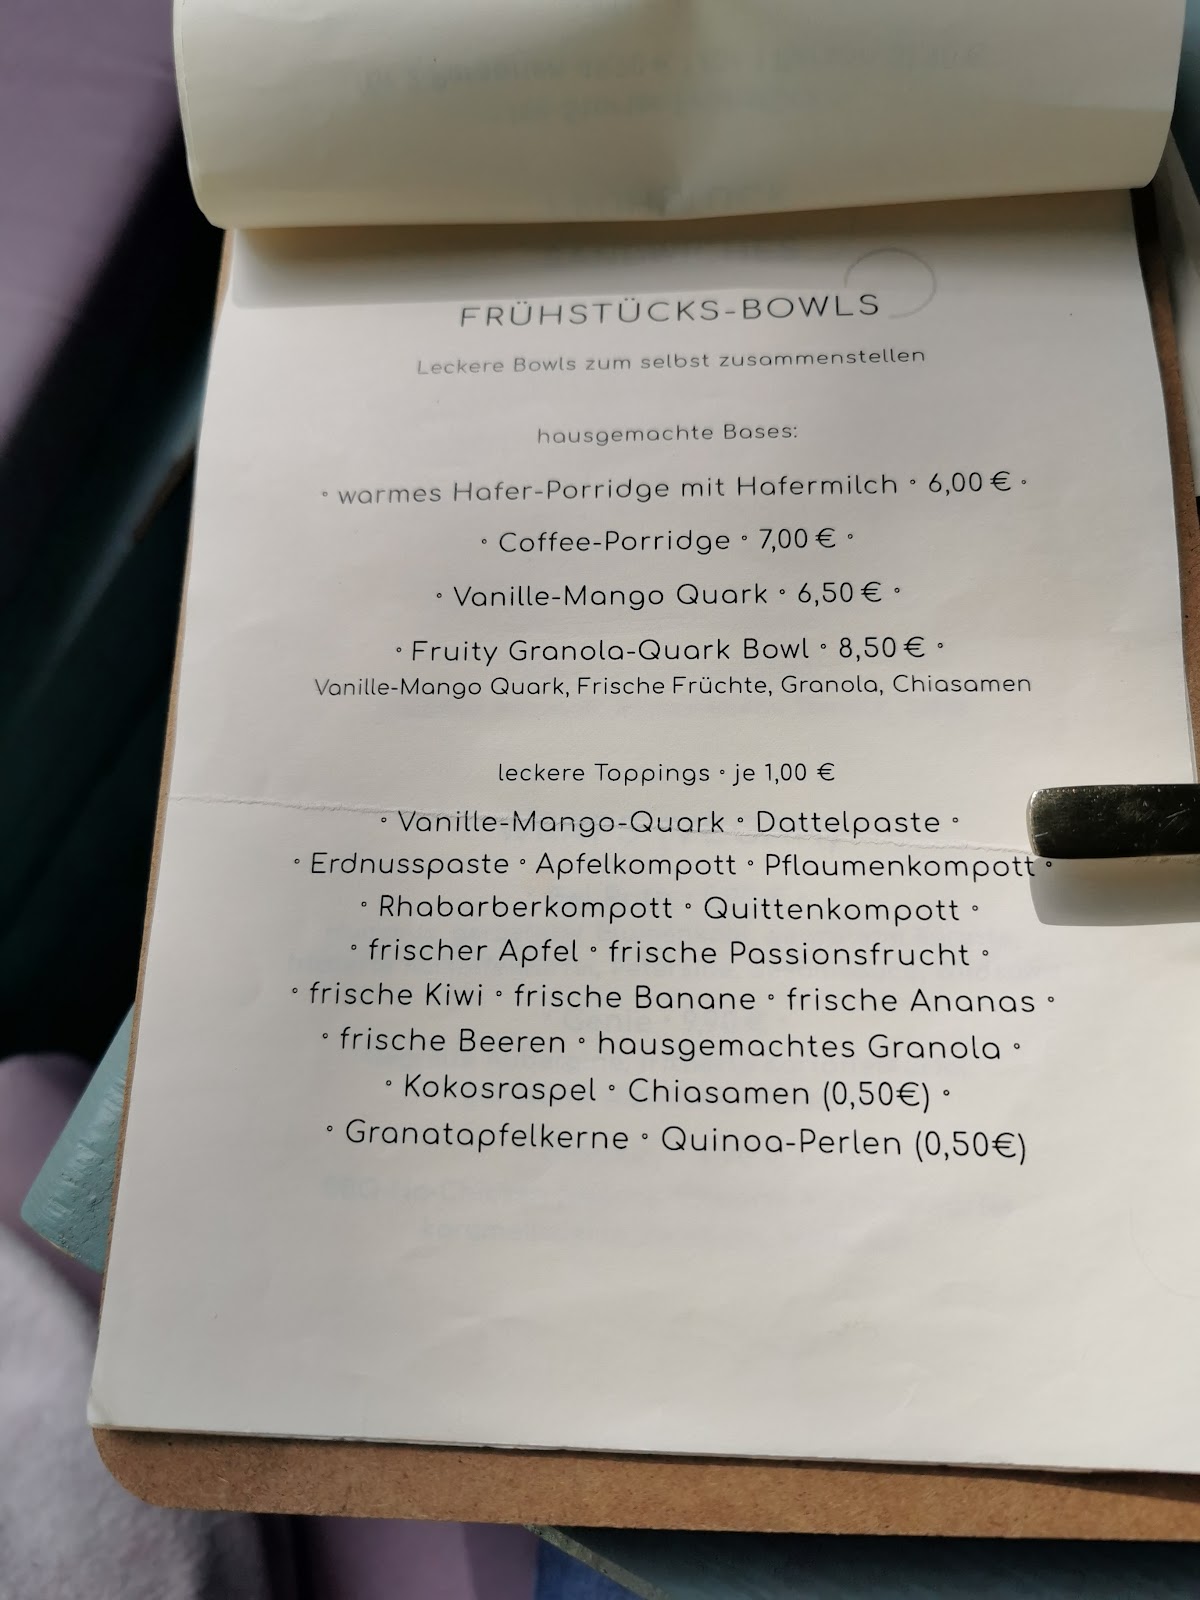 FRÜHSTÜCKS-BOWLS
Leckere Bowls zum selbst zusammenstellen
hausgemachte Bases:
° warmes Hafer-Porridge mit Hafermilch ° 6,00 € °
° Coffee-Porridge ° 7,00 € °
° Vanille-Mango Quark ° 6,50 € °
° Fruity Granola-Quark Bowl ° 8,50 € °
Vanille-Mango Quark, Frische Früchte, Granola, Chiasamen
leckere Toppings ° je 1,00 €
° Vanille-Mango-Quark ° Dattelpaste °
° Erdnusspaste ° Apfelkompott ° Pflaumenkompott °
° Rhabarberkompott ° Quittenkompott °
° frischer Apfel ° frische Passionsfrucht °
° frische Kiwi ° frische Banane ° frische Ananas °
° frische Beeren ° hausgemachtes Granola °
° Kokosraspel ° Chiasamen (0,50€) °
° Granatapfelkerne ° Quinoa-Perlen (0,50€)